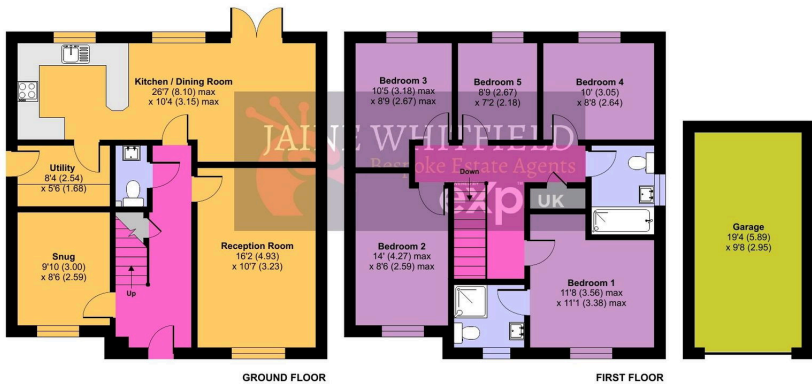 Kitchen / Dining Room
26'7 (8.10) max
x 10'4 (3.15) max
Utility
8'4 (2.54)
x 5'6 (1.68)
Snug
9'10 (3.00)
x 8'6 (2.59)
Up
Reception Room
16'2 (4.93)
x 10'7 (3.23)
GROUND FLOOR
Bedroom 3
10'5 (3.18) max
x 8'9 (2.67) max
Bedroom 5
8'9 (2.67)
x 7'2 (2.18)
Bedroom 4
10' (3.05)
x 8'8 (2.64)
JAINE WHITFIELD
Bespoke Estate Agents
Down
exp
UK
Bedroom 2
14' (4.27) max
x 8'6 (2.59) max
Bedroom 1
11'8 (3.56) max
x 11'1 (3.38) max
FIRST FLOOR
Garage
19'4 (5.89)
x 9'8 (2.95)